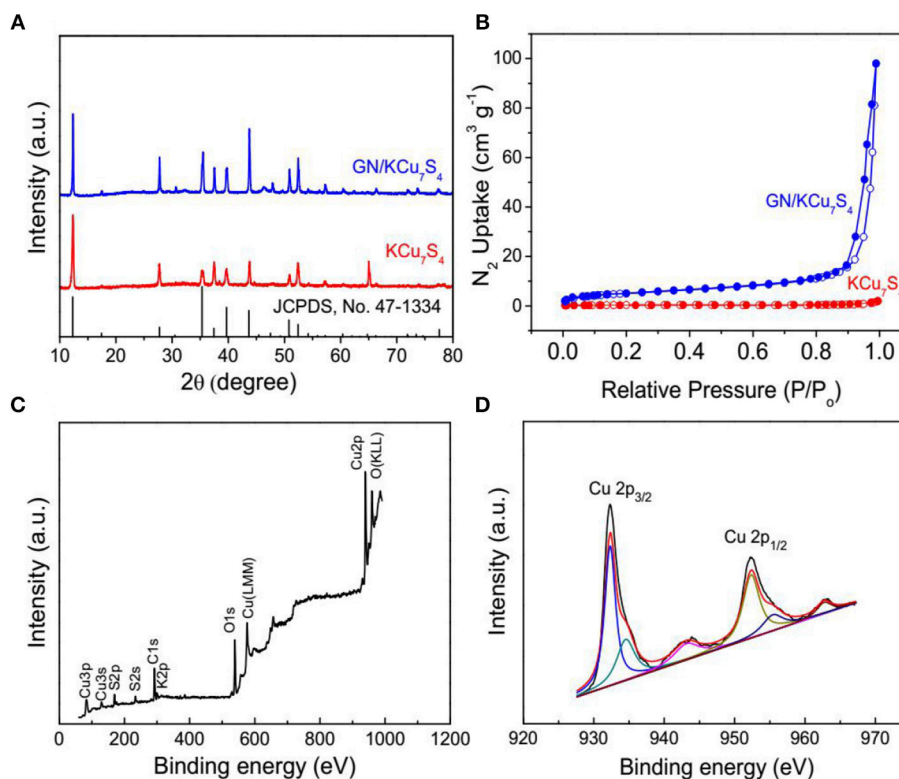 A
Intensity (a.u.)
GN/KCu₇S₄
KCu₇S₄
JCPDS, No. 47-1334
10 20 30 40 50 60 70 80
2θ (degree)
B
N₂ Uptake (cm³ g⁻¹)
100
80
60
40
20
0
GN/KCu₇S₄
KCu₇S
0.0 0.2 0.4 0.6 0.8 1.0
Relative Pressure (P/Pₒ)
C
Intensity (a.u.)
Cu3p
Cu3s
S2p
S2s
C1s
K2p
O1s
Cu(LMM)
Cu2p
O(KLL)
0 200 400 600 800 1000 1200
Binding energy (eV)
D
Intensity (a.u.)
Cu 2p₃/₂
Cu 2p₁/₂
920 930 940 950 960 970
Binding energy (eV)